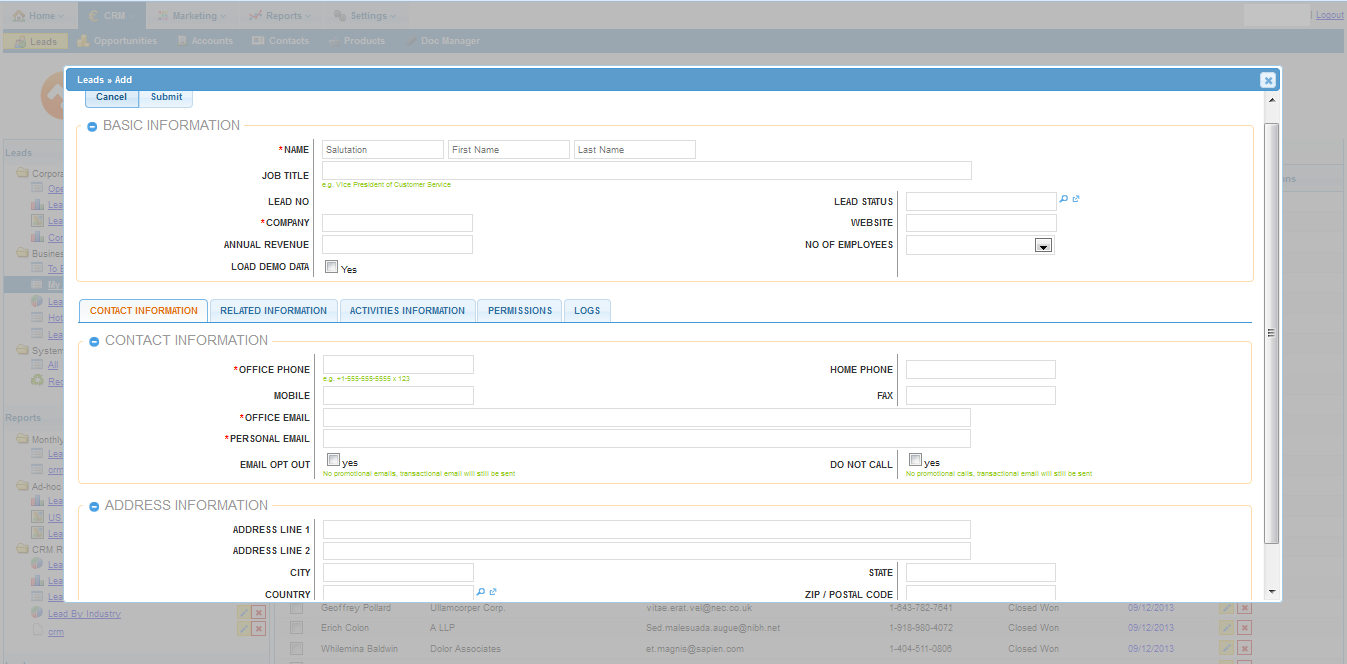 Home CRM Marketing Reports Settings | Logout
Leads Opportunities Accounts Contacts Products Doc Manager
Leads » Add
Cancel Submit
BASIC INFORMATION
*NAME Salutation First Name Last Name
JOB TITLE
e.g. Vice President of Customer Service
LEAD NO LEAD STATUS
*COMPANY WEBSITE
ANNUAL REVENUE NO OF EMPLOYEES
LOAD DEMO DATA Yes
CONTACT INFORMATION RELATED INFORMATION ACTIVITIES INFORMATION PERMISSIONS LOGS
CONTACT INFORMATION
*OFFICE PHONE HOME PHONE
e.g. +1-555-555-5555 x 123
MOBILE FAX
*OFFICE EMAIL
*PERSONAL EMAIL
EMAIL OPT OUT yes DO NOT CALL yes
No promotional emails, transactional email will still be sent No promotional calls, transactional email will still be sent
ADDRESS INFORMATION
ADDRESS LINE 1
ADDRESS LINE 2
CITY STATE
COUNTRY ZIP / POSTAL CODE
Leads
Corpora
Ope
Lea
Lea
Cor
Busines
To
My
Lea
Hot
Lea
System
All
Rec
Reports
Monthly
Lea
crm
Ad-hoc
Lea
US
Lea
CRM R
Lea
Lea
Lea
Lead By Industry
crm
ns
Geoffrey Pollard Ullamcorper Corp. vitae.erat.vel@nec.co.uk 1-643-782-7641 Closed Won 09/12/2013
Erich Colon A LLP Sed.malesuada.augue@nibh.net 1-918-980-4072 Closed Won 09/12/2013
Whilemina Baldwin Dolor Associates et.magnis@sapien.com 1-404-511-0806 Closed Won 09/12/2013